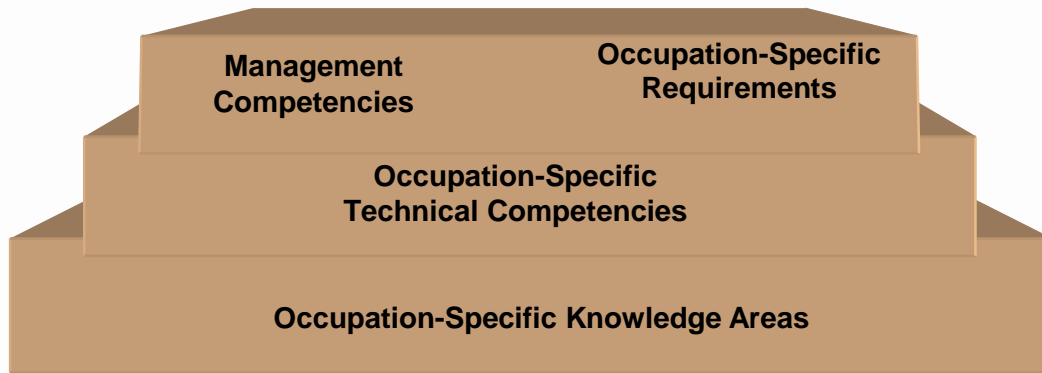 Management
Competencies
Occupation-Specific
Requirements
Occupation-Specific
Technical Competencies
Occupation-Specific Knowledge Areas